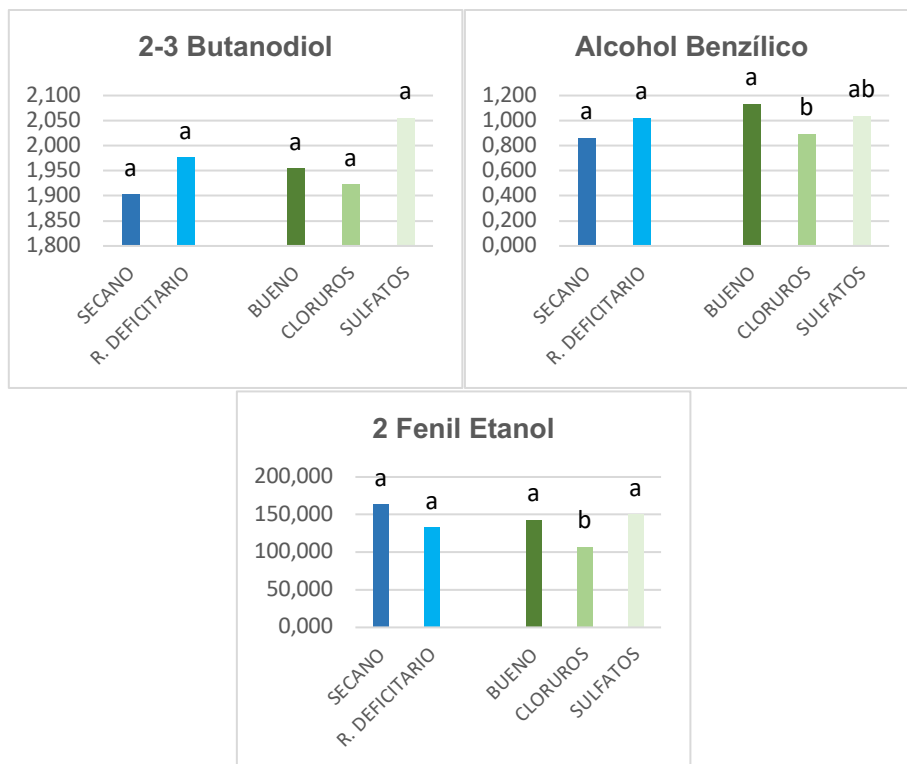 2-3 Butanodiol
2,100
2,050
2,000
1,950
1,900
1,850
1,800
a
a
a
a
a
SECANO
R. DEFICITARIO
BUENO
CLORUROS
SULFATOS
Alcohol Benzílico
1,200
1,000
0,800
0,600
0,400
0,200
0,000
a
a
a
b
ab
SECANO
R. DEFICITARIO
BUENO
CLORUROS
SULFATOS
2 Fenil Etanol
200,000
150,000
100,000
50,000
0,000
a
a
a
b
a
SECANO
R. DEFICITARIO
BUENO
CLORUROS
SULFATOS